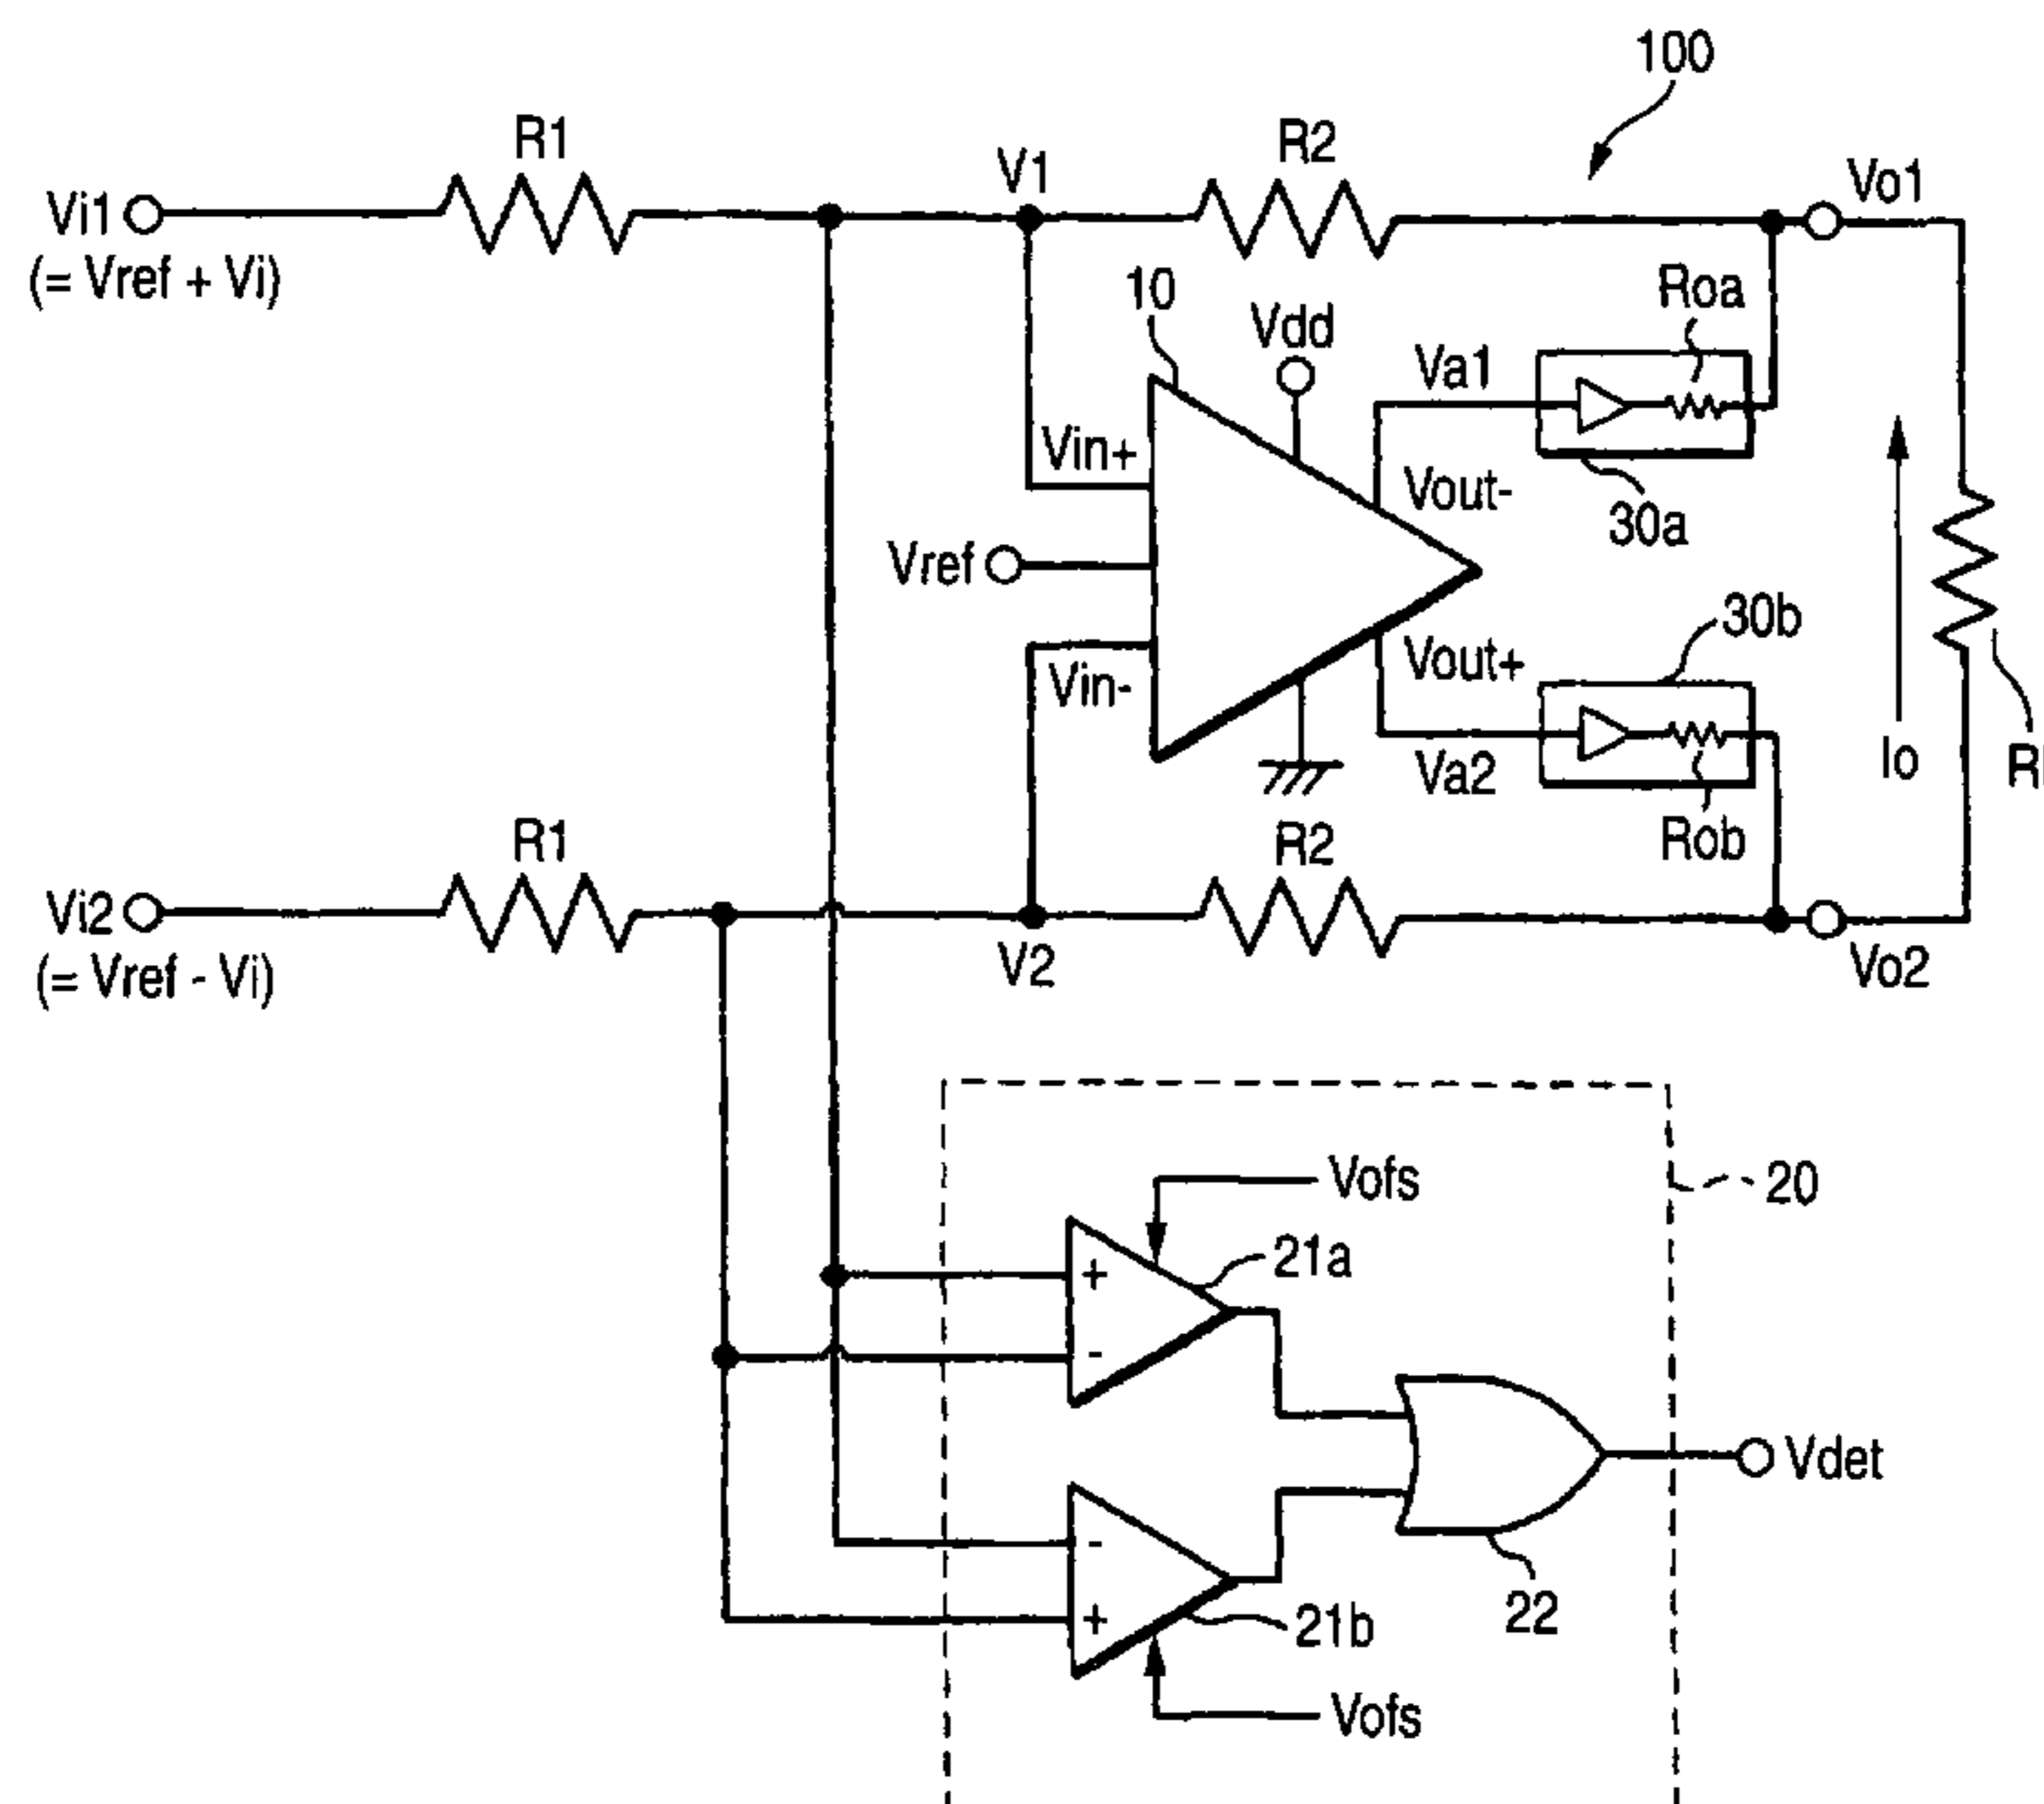 100
R1
R2
V1
Vo1
Vi1
(= Vref + Vi)
10
Vdd
Roa
Va1
Vin+
Vout-
30a
Vref
30b
Vin-
Vout+
Va2
Io
R
Rob
R1
R2
Vi2
(= Vref - Vi)
V2
Vo2
Vofs
20
21a
+
-
Vdet
-
+
21b
22
Vofs